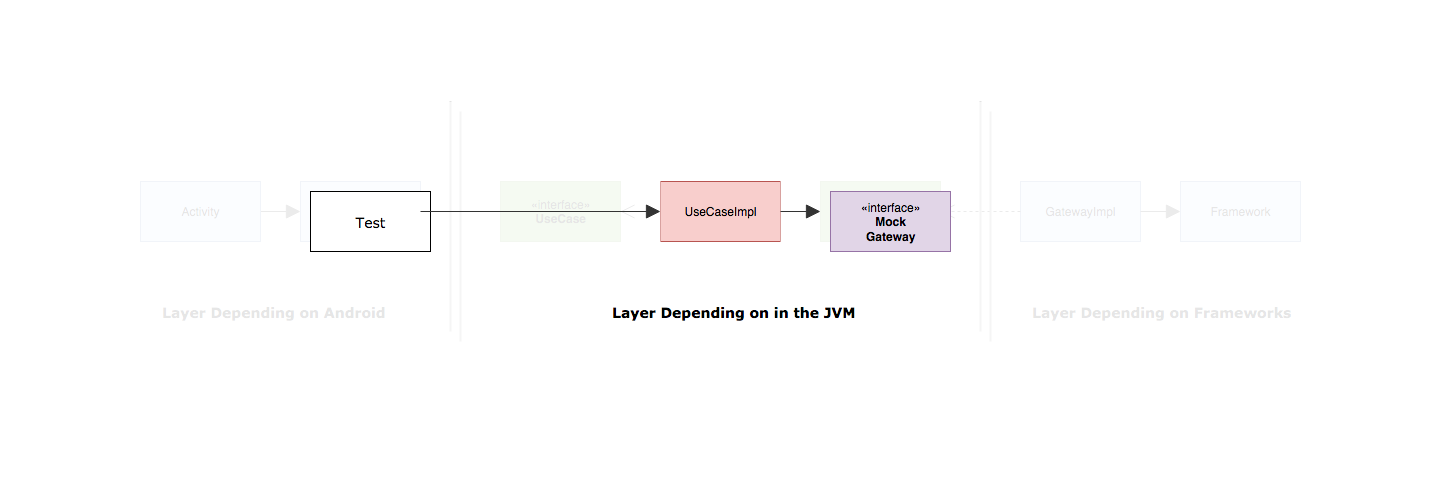 Activity
Test
«interface»
UseCase
UseCaseImpl
«interface»
Mock
Gateway
GatewayImpl
Framework
Layer Depending on Android
Layer Depending on in the JVM
Layer Depending on Frameworks